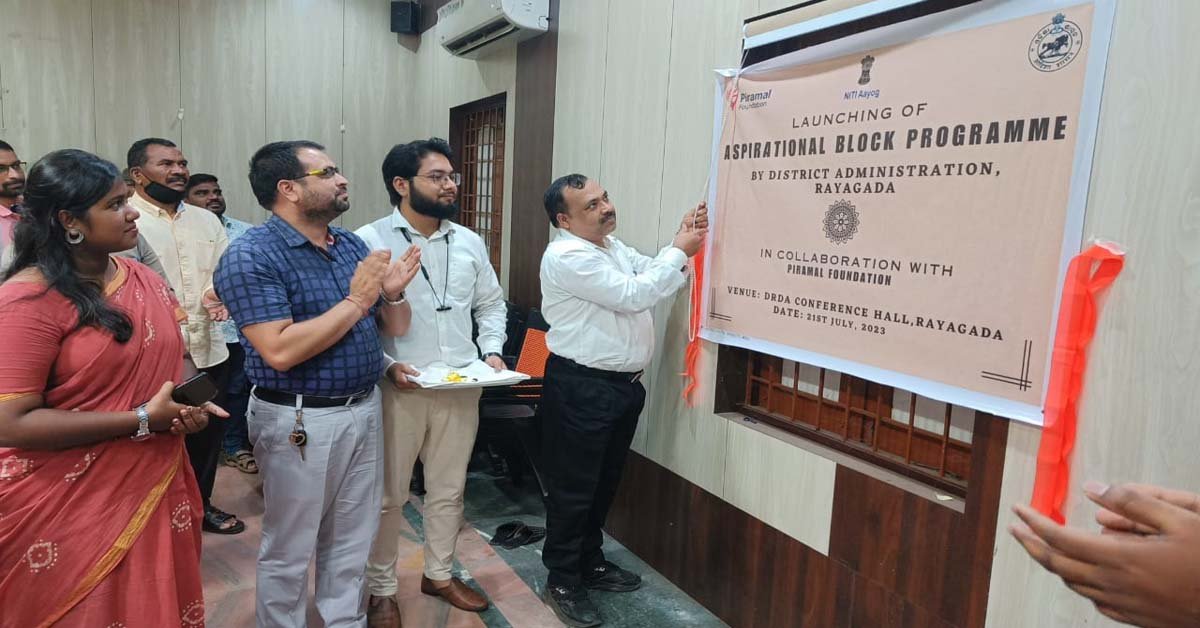 Piramal
Foundation
NITI Aayog
LAUNCHING OF
ASPIRATIONAL BLOCK PROGRAMME
BY DISTRICT ADMINISTRATION,
RAYAGADA
IN COLLABORATION WITH
PIRAMAL FOUNDATION
VENUE: DRDA CONFERENCE HALL,RAYAGADA
DATE: 21ST JULY, 2023